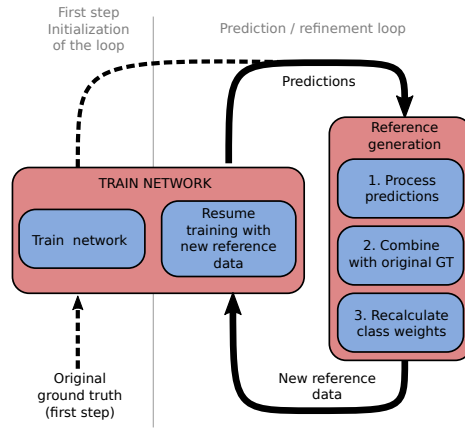 First step
Initialization
of the loop
Prediction / refinement loop
Predictions
Reference
generation
1. Process
predictions
2. Combine
with original GT
3. Recalculate
class weights
TRAIN NETWORK
Train network
Resume
training with
new reference
data
Original
ground truth
(first step)
New reference
data